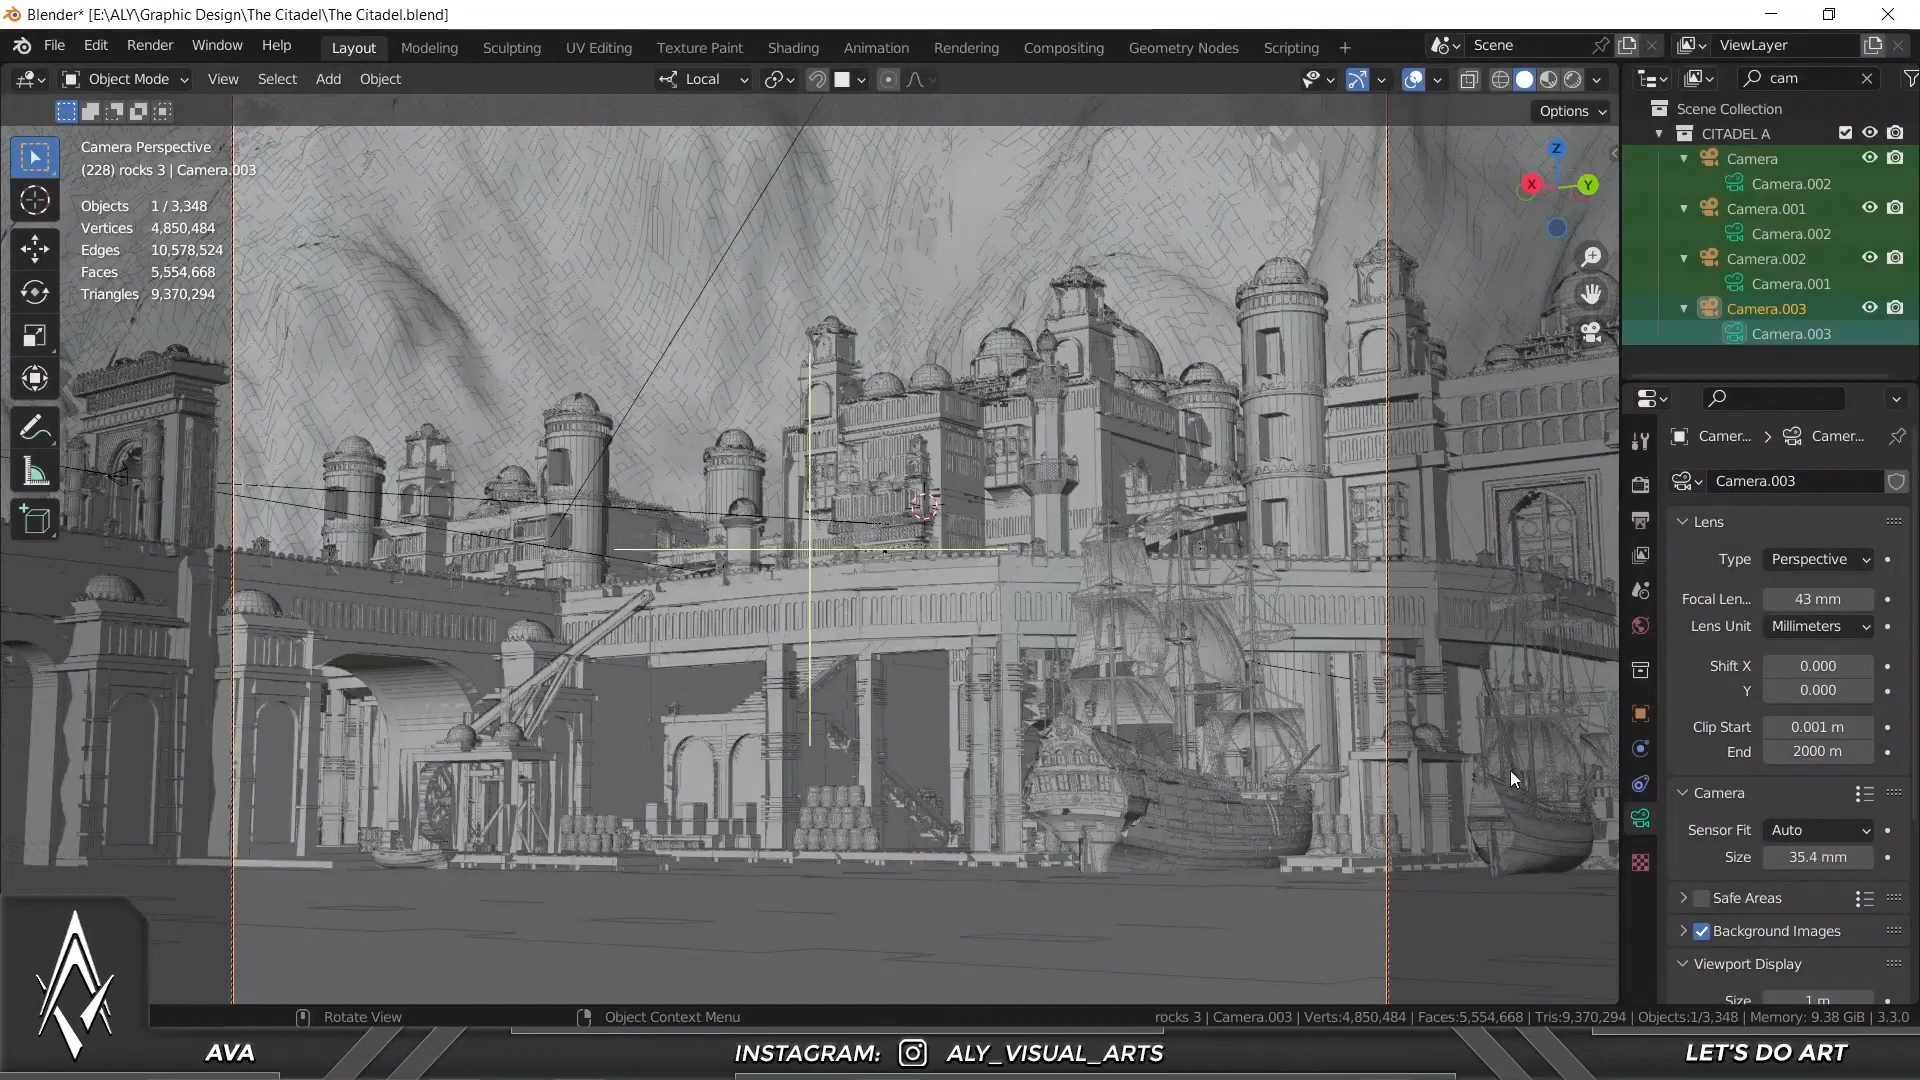 Blender* [E:\ALY\Graphic Design\The Citadel\The Citadel.blend]
File Edit Render Window Help Layout Modeling Sculpting UV Editing Texture Paint Shading Animation Rendering Compositing Geometry Nodes Scripting + Scene ViewLayer
Object Mode View Select Add Object Local cam
Options
Scene Collection
CITADEL A
Camera
Camera.002
Camera.001
Camera.002
Camera.002
Camera.001
Camera.003
Camera.003
Camera Perspective
(228) rocks 3 | Camera.003
Objects 1 / 3,348
Vertices 4,850,484
Edges 10,578,524
Faces 5,554,668
Triangles 9,370,294
Z
X Y
Camer... Camer...
Camera.003
Lens
Type Perspective
Focal Len... 43 mm
Lens Unit Millimeters
Shift X 0.000
Y 0.000
Clip Start 0.001 m
End 2000 m
Camera
Sensor Fit Auto
Size 35.4 mm
Safe Areas
Background Images
Viewport Display
Size 1 m
Rotate View Object Context Menu rocks 3 | Camera.003 | Verts:4,850,484 | Faces:5,554,668 | Tris:9,370,294 | Objects:1/3,348 | Memory: 9.38 GiB | 3.3.0
AVA INSTAGRAM: ALY_VISUAL_ARTS LET'S DO ART